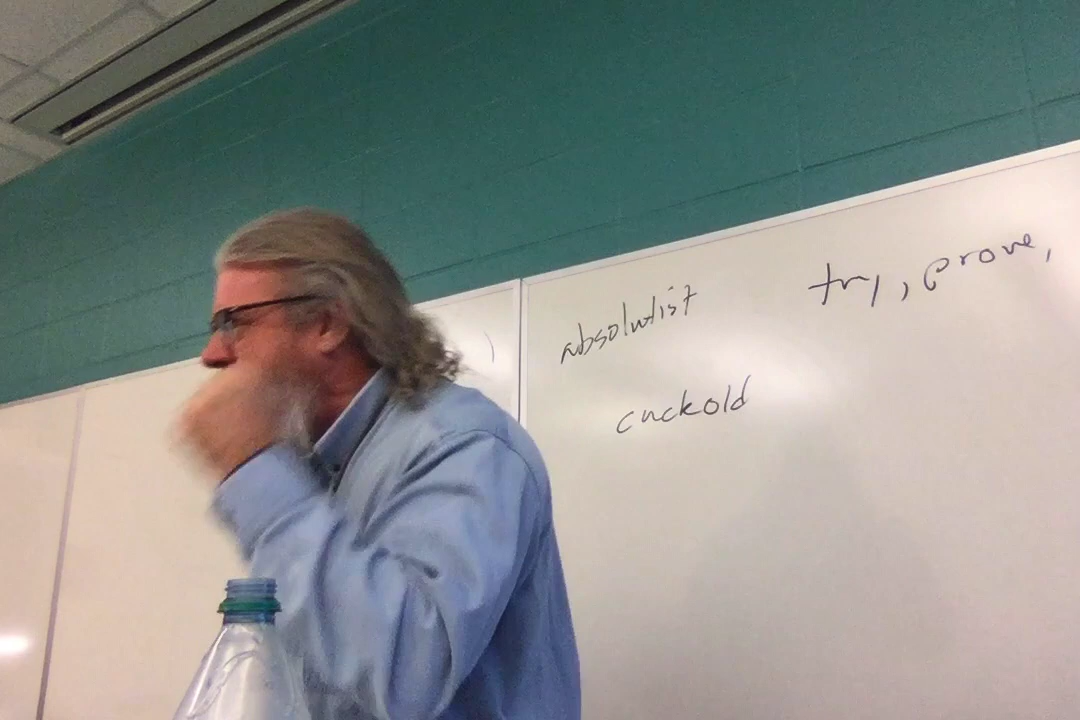 absolutist
try, prove,
cuckold